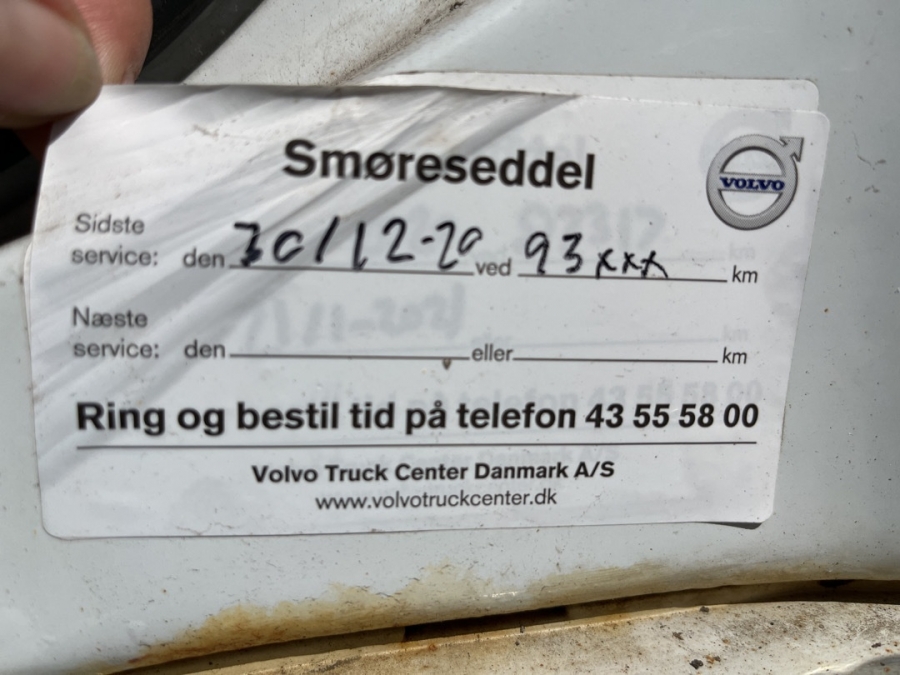 Smøreseddel
VOLVO
Sidste
service: den 30/12-20 ved 93xxx km
Næste
service: den eller km
Ring og bestil tid på telefon 43 55 58 00
Volvo Truck Center Danmark A/S
www.volvotruckcenter.dk